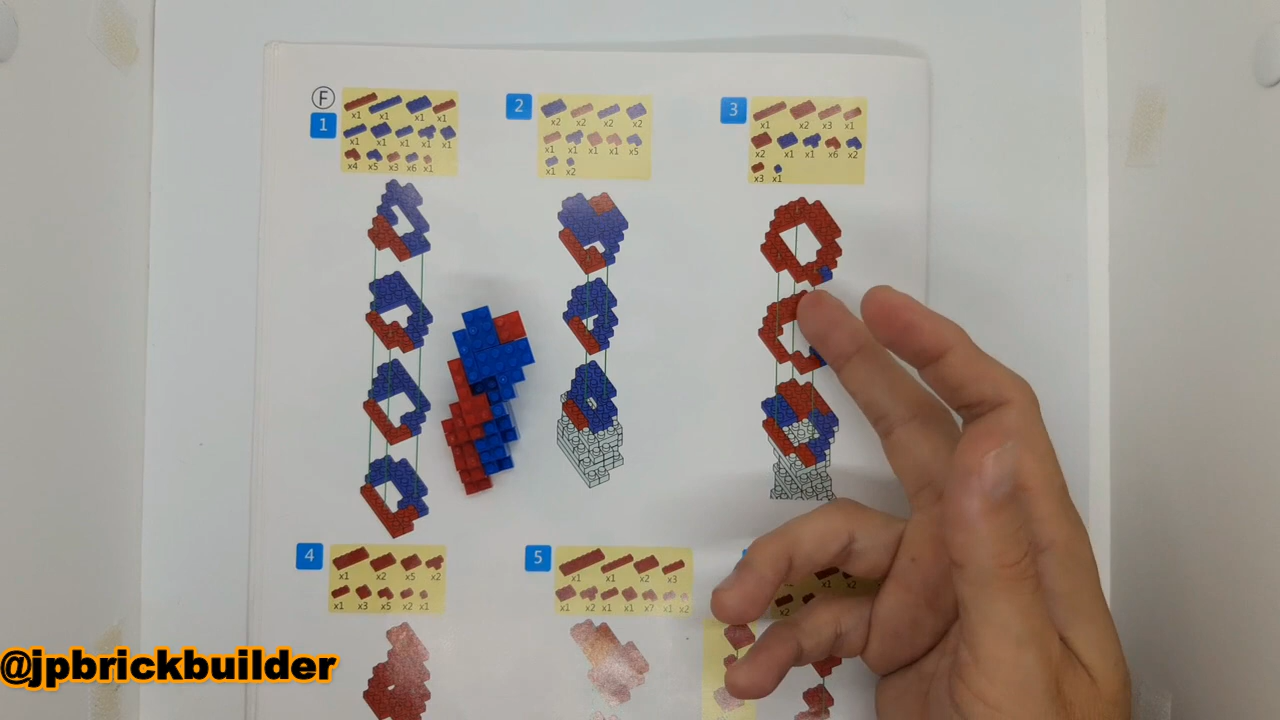 F
1
x1 x1 x1 x1
x1 x1 x1 x1 x1
x4 x5 x3 x6 x1
2
x2 x2 x2 x2
x1 x1 x1 x1 x5
x1 x2
3
x1 x2 x3 x1
x2 x1 x1 x6 x2
x3 x1
4
x1 x2 x5 x2
x1 x3 x5 x2 x1
5
x1 x1 x2 x3
x1 x2 x1 x1 x7 x1 x2
x1 x2
x2
@jpbrickbuilder